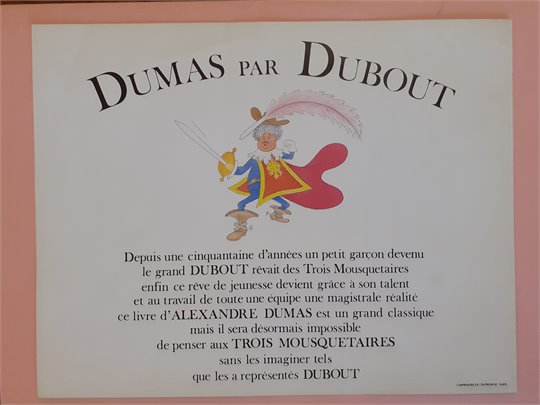 DUMAS PAR DUBOUT
Depuis une cinquantaine d'années un petit garçon devenu
le grand DUBOUT rêvait des Trois Mousquetaires
enfin ce rêve de jeunesse devient grâce à son talent
et au travail de toute une équipe une magistrale réalité
ce livre d'ALEXANDRE DUMAS est un grand classique
mais il sera désormais impossible
de penser aux TROIS MOUSQUETAIRES
sans les imaginer tels
que les a représentés DUBOUT